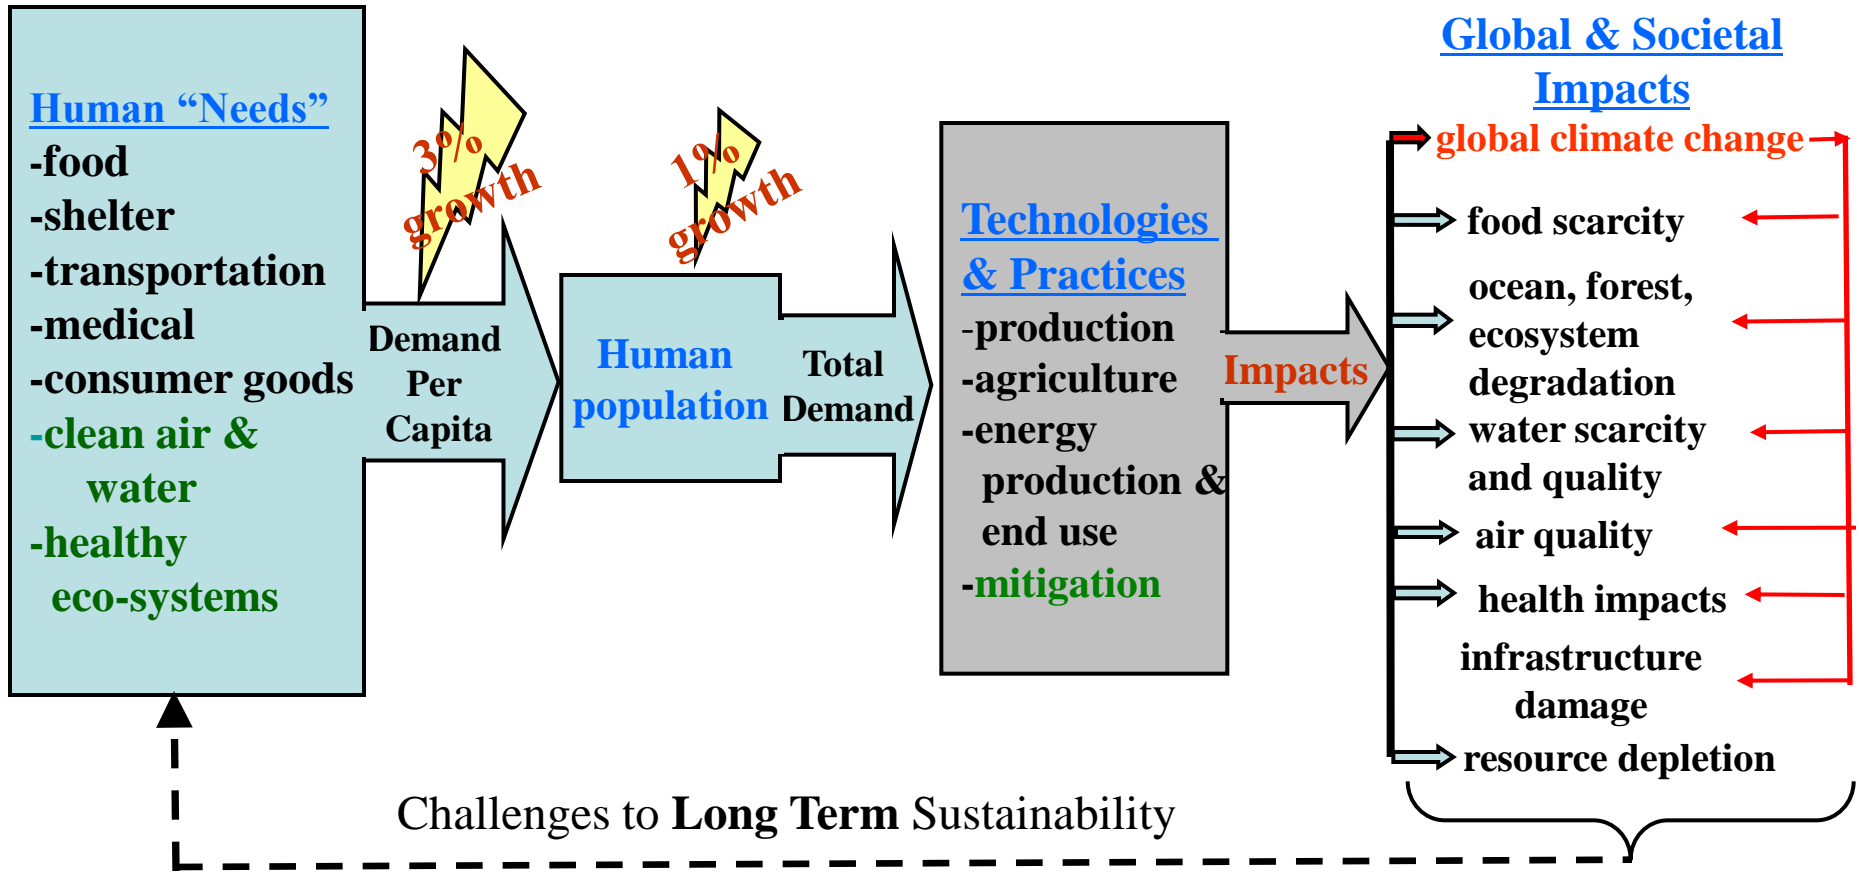 Human “Needs”
-food
-shelter
-transportation
-medical
-consumer goods
-clean air &
water
-healthy
eco-systems
3%
growth
Demand
Per
Capita
1%
growth
Human
population
Total
Demand
Technologies
& Practices
-production
-agriculture
-energy
production &
end use
-mitigation
Impacts
Global & Societal
Impacts
global climate change
food scarcity
ocean, forest,
ecosystem
degradation
water scarcity
and quality
air quality
health impacts
infrastructure
damage
resource depletion
Challenges to Long Term Sustainability